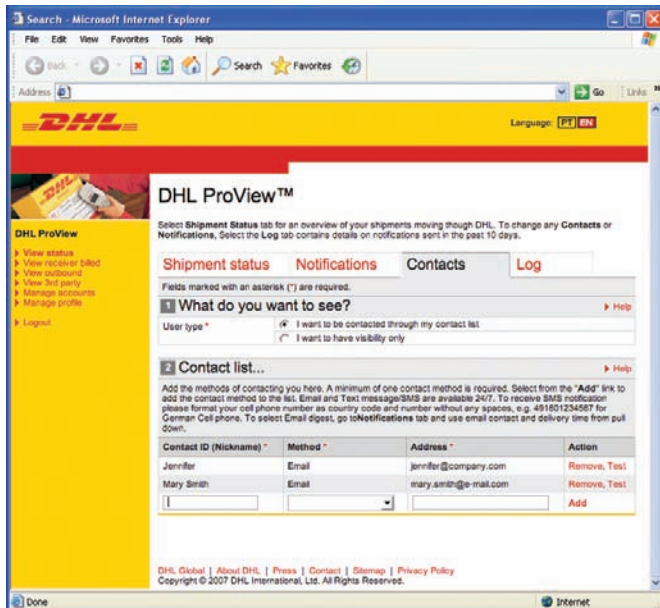 Search - Microsoft Internet Explorer
File Edit View Favorites Tools Help
Back Search Favorites
Address Go Links »
DHL
Language: PT EN
DHL ProView™
Select Shipment Status tab for an overview of your shipments moving though DHL. To change any Contacts or
Notifications, Select the Log tab contains details on notifications sent in the past 10 days.
DHL ProView
View status
View receiver billed
View outbound
View 3rd party
Manage accounts
Manage profile
Logout
Shipment status Notifications Contacts Log
Fields marked with an asterisk (*) are required.
1 What do you want to see? Help
User type * I want to be contacted through my contact list
I want to have visibility only
2 Contact list... Help
Add the methods of contacting you here. A minimum of one contact method is required. Select from the "Add" link to
add the contact method to the list. Email and Text message/SMS are available 24/7. To receive SMS notification
please format your cell phone number as country code and number without any spaces, e.g. 491601234567 for
German Cell phone. To select Email digest, go toNotifications tab and use email contact and delivery time from pull
down.
Contact ID (Nickname) * Method * Address * Action
Jennifer Email jennifer@company.com Remove, Test
Mary Smith Email mary.smith@e-mail.com Remove, Test
Add
DHL Global | About DHL | Press | Contact | Sitemap | Privacy Policy
Copyright © 2007 DHL International, Ltd. All Rights Reserved.
Done Internet